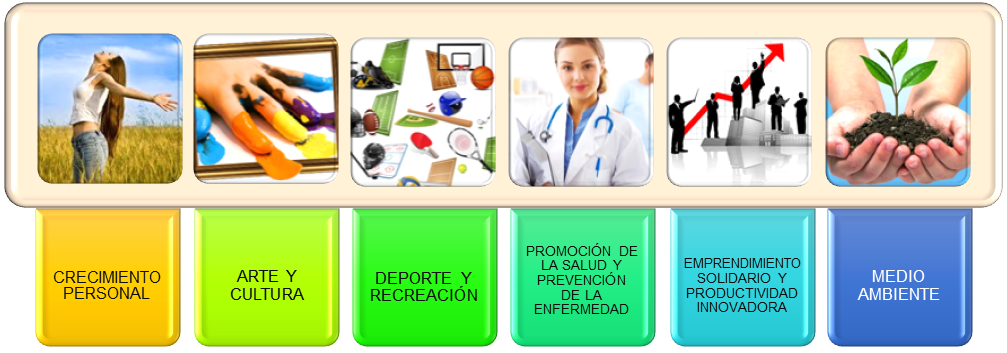 CRECIMIENTO
PERSONAL
ARTE Y
CULTURA
DEPORTE Y
RECREACIÓN
PROMOCIÓN DE
LA SALUD Y
PREVENCIÓN
DE LA
ENFERMEDAD
EMPRENDIMIENTO
SOLIDARIO Y
PRODUCTIVIDAD
INNOVADORA
MEDIO
AMBIENTE